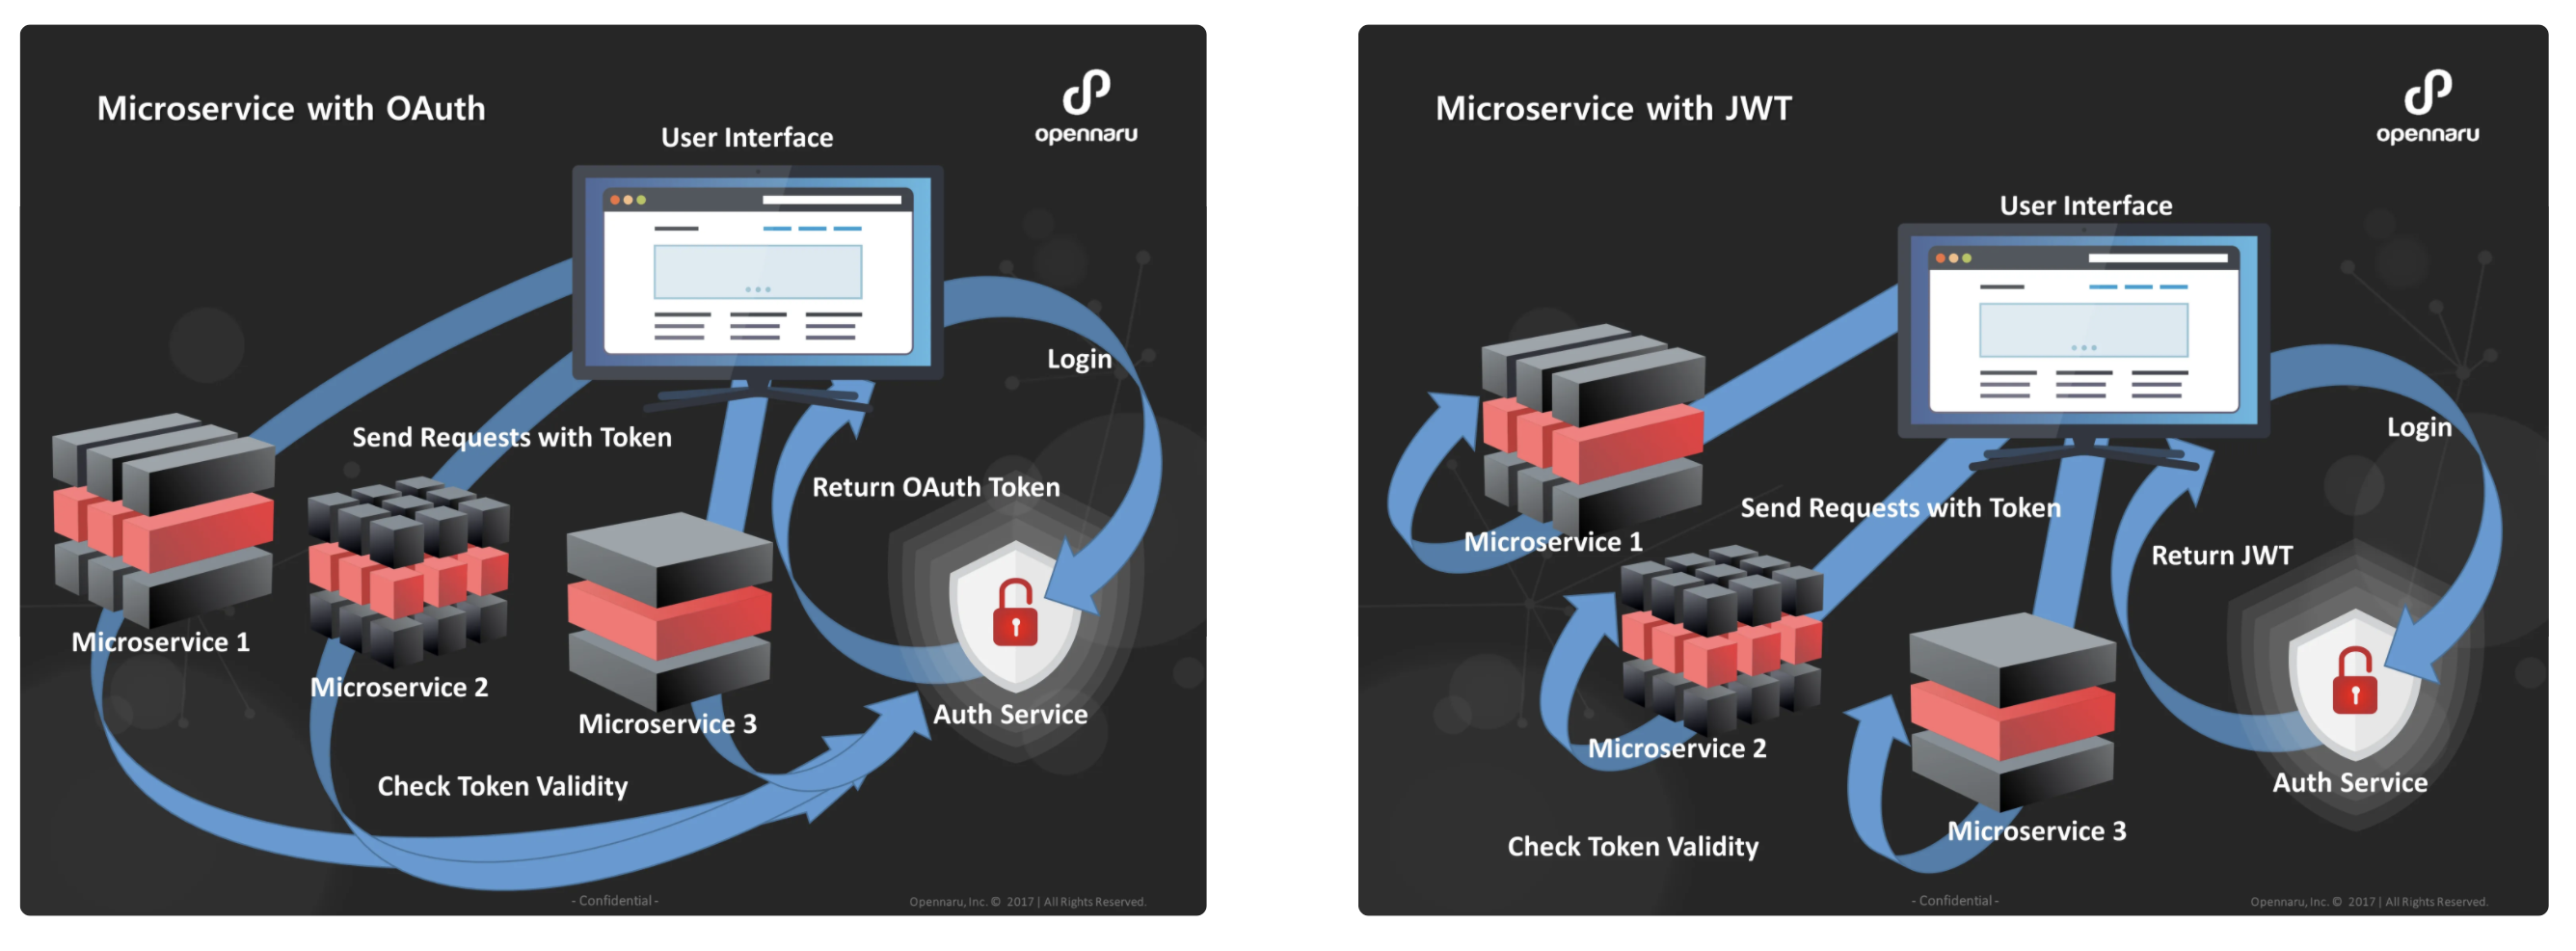 Microservice with OAuth
opennaru
User Interface
Login
Send Requests with Token
Return OAuth Token
Microservice 1
Microservice 2
Microservice 3
Auth Service
Check Token Validity
- Confidential -
Opennaru, Inc. © 2017 | All Rights Reserved.
Microservice with JWT
opennaru
User Interface
Login
Send Requests with Token
Microservice 1
Return JWT
Microservice 2
Auth Service
Microservice 3
Check Token Validity
- Confidential -
Opennaru, Inc. © 2017 | All Rights Reserved.